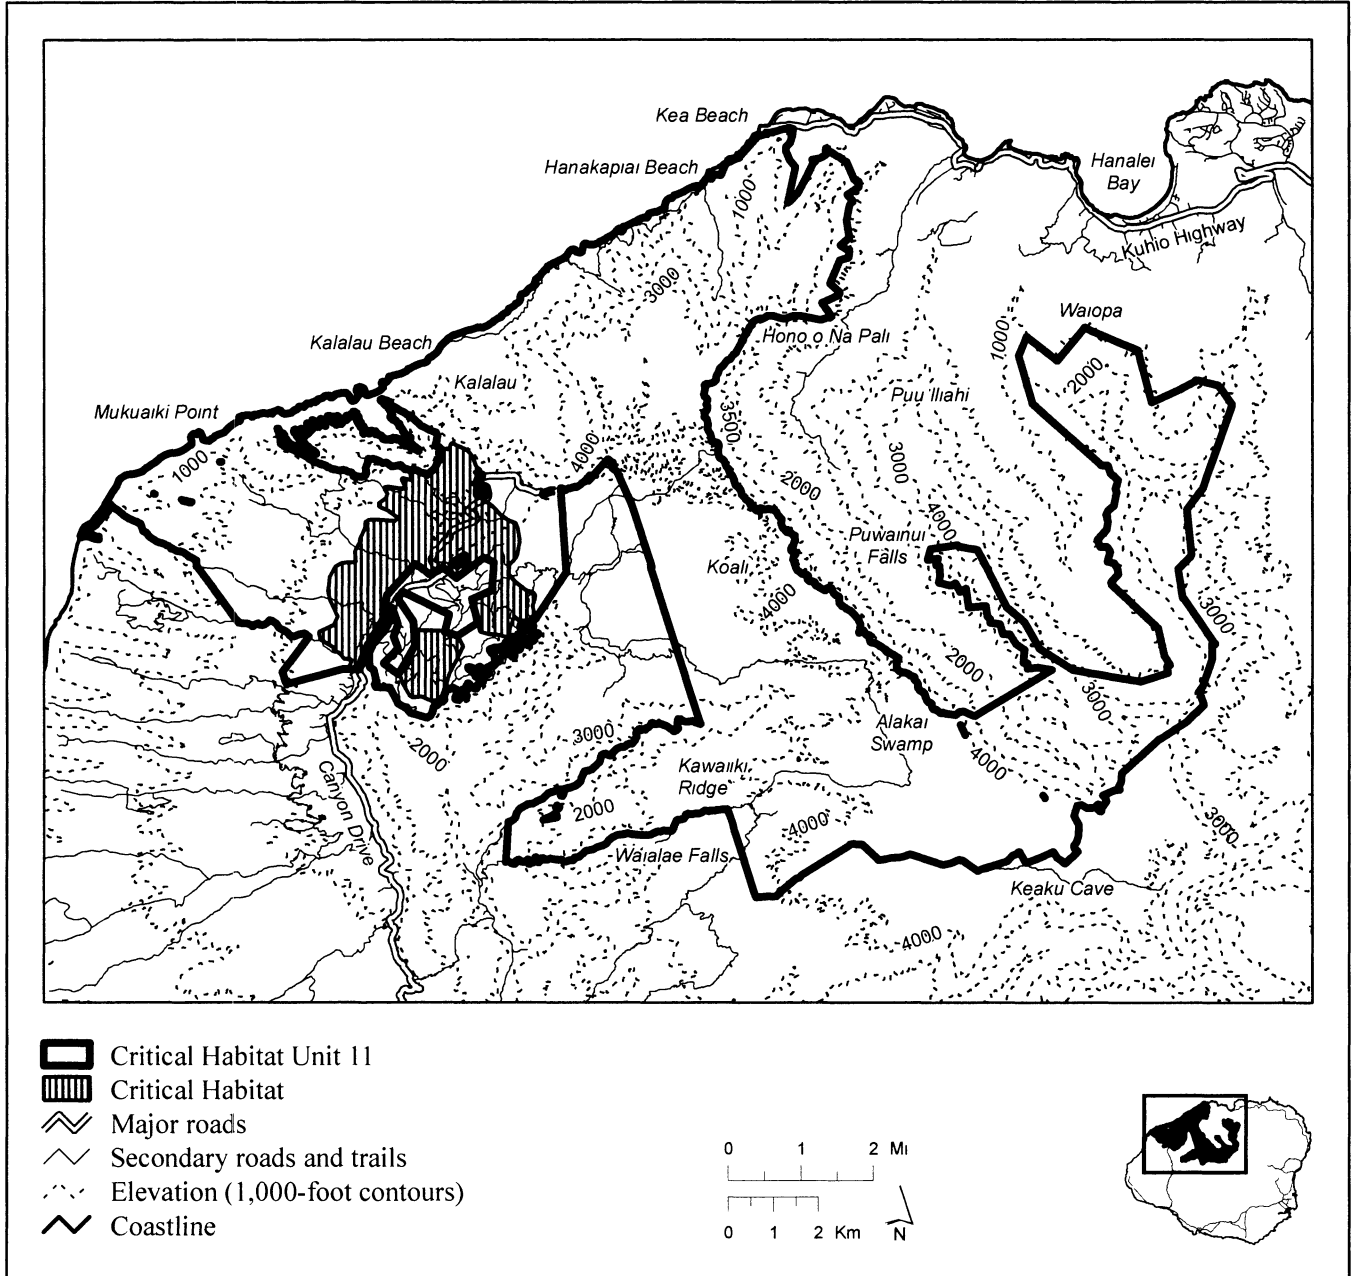 Kea Beach
Hanakapiai Beach
Hanalei
Bay
1000
Kuhio Highway
3000
Waiopa
Hono o Na Pali
1000
Kalalau Beach
Kalalau
2000
Puu Iliahi
Mukuaiki Point
3500
1000
4000
3000
2000
4000
Puwainui
Falls
Koali
4000
3000
2000
3000
Alakai
Swamp
3000
2000
4000
Kawaiiki
Ridge
Canyon Drive
2000
4000
3000
Waialae Falls
Keaku Cave
4000
Critical Habitat Unit 11
Critical Habitat
Major roads
Secondary roads and trails
Elevation (1,000-foot contours)
Coastline
0 1 2 Mi
0 1 2 Km
N